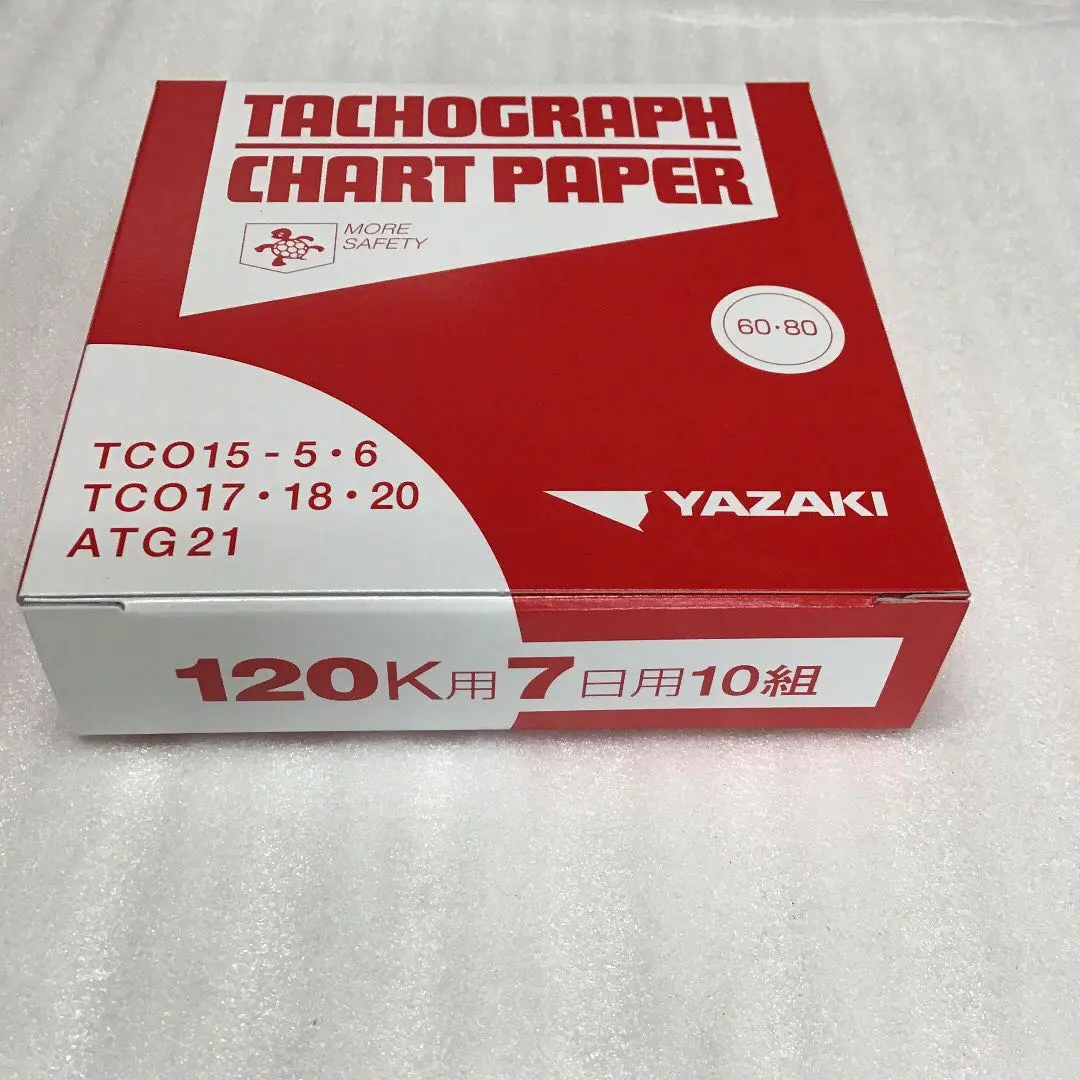 TACHOGRAPH
CHART PAPER
MORE
SAFETY
60・80
TCO15-5・6
TCO17・18・20
ATG21
YAZAKI
120K用7日用10組